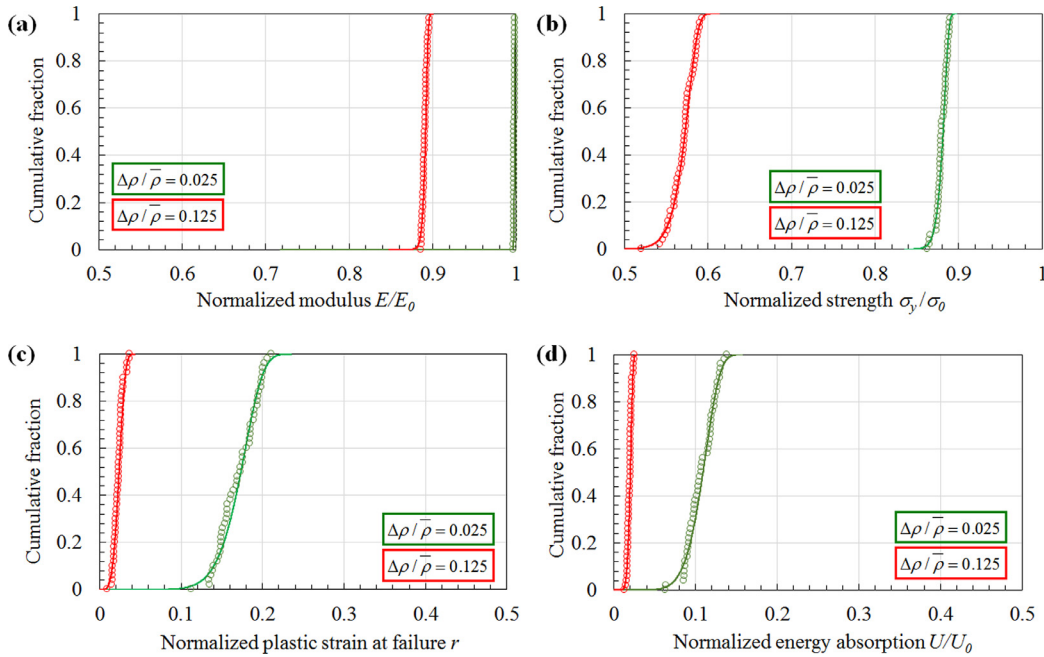 (a)
Cumulative fraction
1
0.8
0.6
0.4
0.2
0
Δρ / ρ̅ = 0.025
Δρ / ρ̅ = 0.125
0.5 0.6 0.7 0.8 0.9 1
Normalized modulus E/E₀
(b)
Cumulative fraction
1
0.8
0.6
0.4
0.2
0
Δρ / ρ̅ = 0.025
Δρ / ρ̅ = 0.125
0.5 0.6 0.7 0.8 0.9 1
Normalized strength σᵧ/σ₀
(c)
Cumulative fraction
1
0.8
0.6
0.4
0.2
0
Δρ / ρ̅ = 0.025
Δρ / ρ̅ = 0.125
0 0.1 0.2 0.3 0.4 0.5
Normalized plastic strain at failure r
(d)
Cumulative fraction
1
0.8
0.6
0.4
0.2
0
Δρ / ρ̅ = 0.025
Δρ / ρ̅ = 0.125
0 0.1 0.2 0.3 0.4 0.5
Normalized energy absorption U/U₀